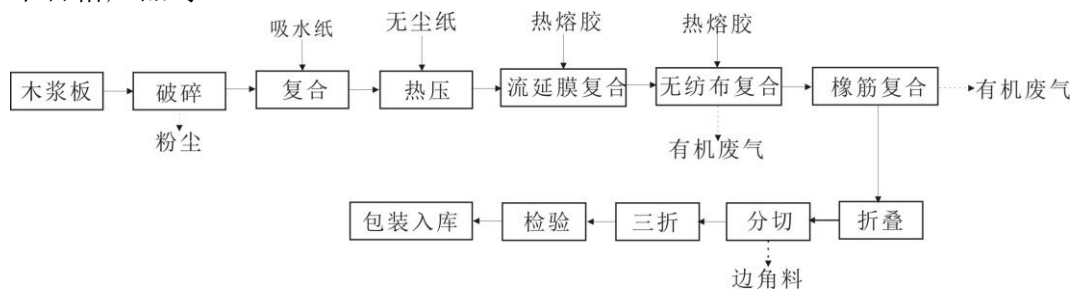 吸水纸 无尘纸 热熔胶 热熔胶
木浆板 破碎 复合 热压 流延膜复合 无纺布复合 橡筋复合 有机废气
粉尘 有机废气
包装入库 检验 三折 分切 折叠
边角料